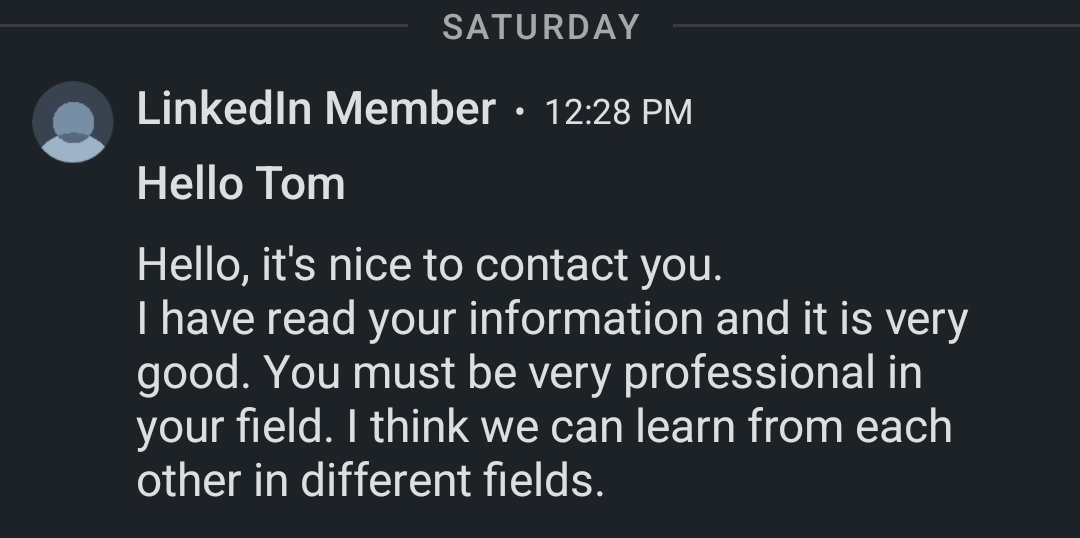 SATURDAY
LinkedIn Member • 12:28 PM
Hello Tom
Hello, it's nice to contact you.
I have read your information and it is very
good. You must be very professional in
your field. I think we can learn from each
other in different fields.